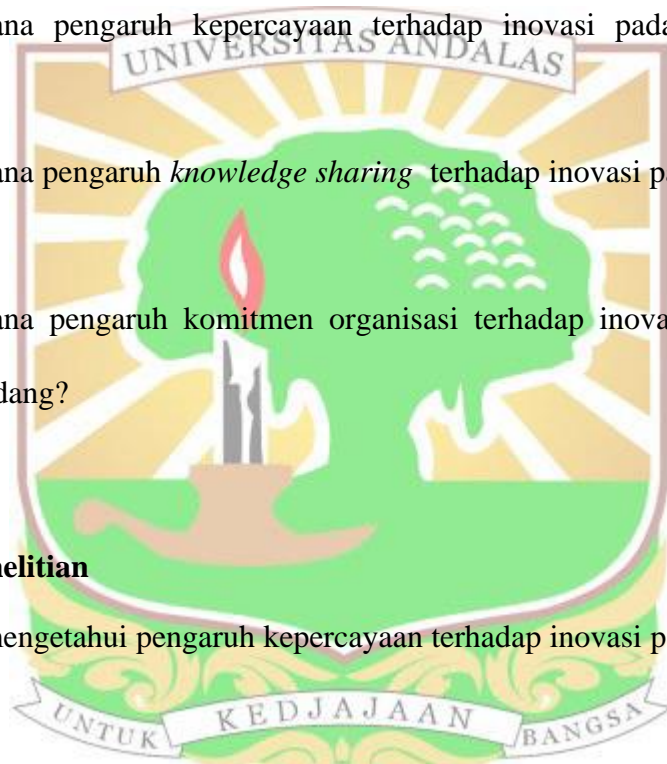 ana pengaruh kepercayaan terhadap inovasi pada
UNIVERSITAS ANDALAS
ana pengaruh knowledge sharing terhadap inovasi pa
ana pengaruh komitmen organisasi terhadap inova
dang?
nelitian
mengetahui pengaruh kepercayaan terhadap inovasi p
UNTUK KEDJAJAAN BANGSA